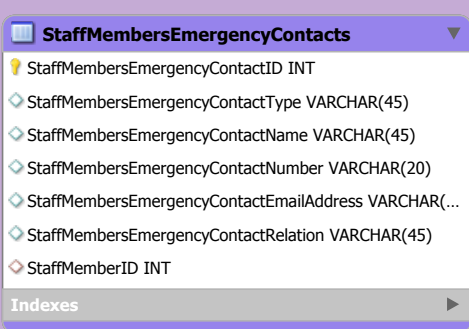 StaffMembersEmergencyContacts
StaffMembersEmergencyContactID INT
StaffMembersEmergencyContactType VARCHAR(45)
StaffMembersEmergencyContactName VARCHAR(45)
StaffMembersEmergencyContactNumber VARCHAR(20)
StaffMembersEmergencyContactEmailAddress VARCHAR(...
StaffMembersEmergencyContactRelation VARCHAR(45)
StaffMemberID INT
Indexes